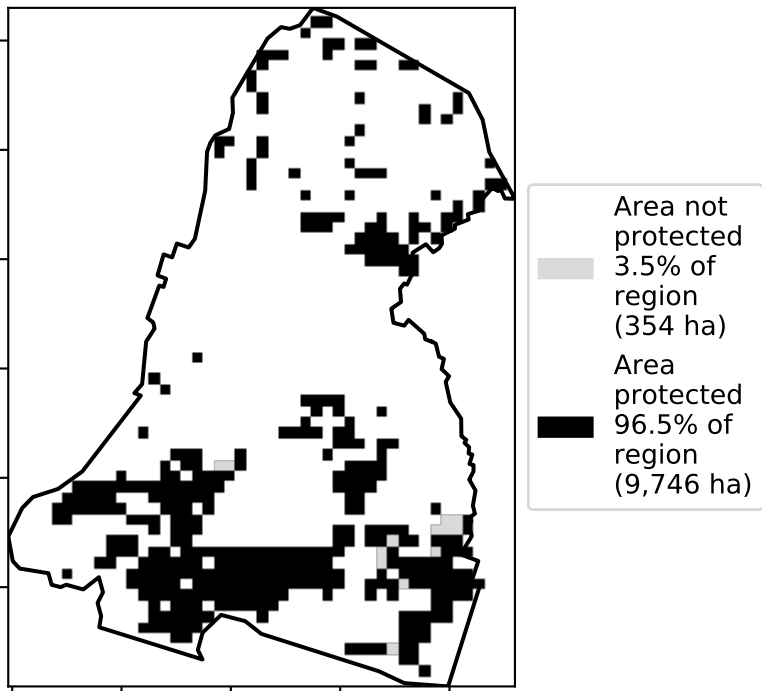 Area not
protected
3.5% of
region
(354 ha)
Area
protected
96.5% of
region
(9,746 ha)